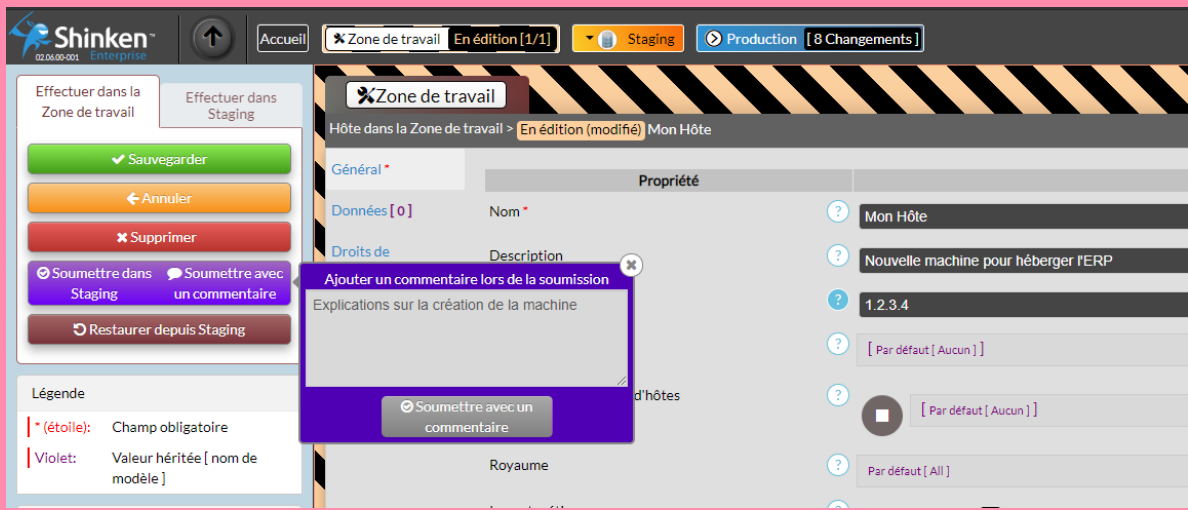 Shinken™
02.06.00-001 Enterprise
Accueil
Zone de travail En édition [1/1]
Staging
Production [ 8 Changements ]
Effectuer dans la
Zone de travail
Effectuer dans
Staging
Sauvegarder
Annuler
Supprimer
Soumettre dans
Staging
Soumettre avec
un commentaire
Restaurer depuis Staging
Légende
* (étoile): Champ obligatoire
Violet: Valeur héritée [ nom de
modèle ]
Zone de travail
Hôte dans la Zone de travail > En édition (modifié) Mon Hôte
Général *
Données [ 0 ]
Droits de
Propriété
Nom * ? Mon Hôte
Description ? Nouvelle machine pour héberger l'ERP
? 1.2.3.4
? [ Par défaut [ Aucun ] ]
d'hôtes ? [ Par défaut [ Aucun ] ]
Royaume ? Par défaut [ All ]
Ajouter un commentaire lors de la soumission
Explications sur la création de la machine
Soumettre avec un
commentaire